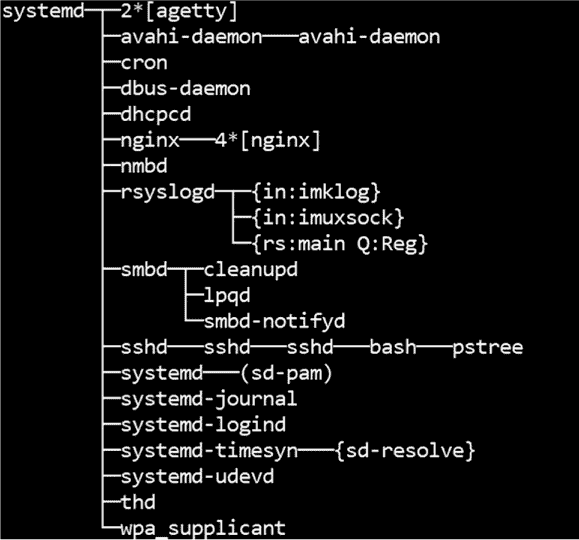 systemd─┬─2*[agetty]
        ├─avahi-daemon───avahi-daemon
        ├─cron
        ├─dbus-daemon
        ├─dhcpcd
        ├─nginx───4*[nginx]
        ├─nmbd
        ├─rsyslogd─┬─{in:imklog}
        │          ├─{in:imuxsock}
        │          └─{rs:main Q:Reg}
        ├─smbd─┬─cleanupd
        │      ├─lpqd
        │      └─smbd-notifyd
        ├─sshd───sshd───sshd───bash───pstree
        ├─systemd───(sd-pam)
        ├─systemd-journal
        ├─systemd-logind
        ├─systemd-timesyn───{sd-resolve}
        ├─systemd-udevd
        ├─thd
        └─wpa_supplicant